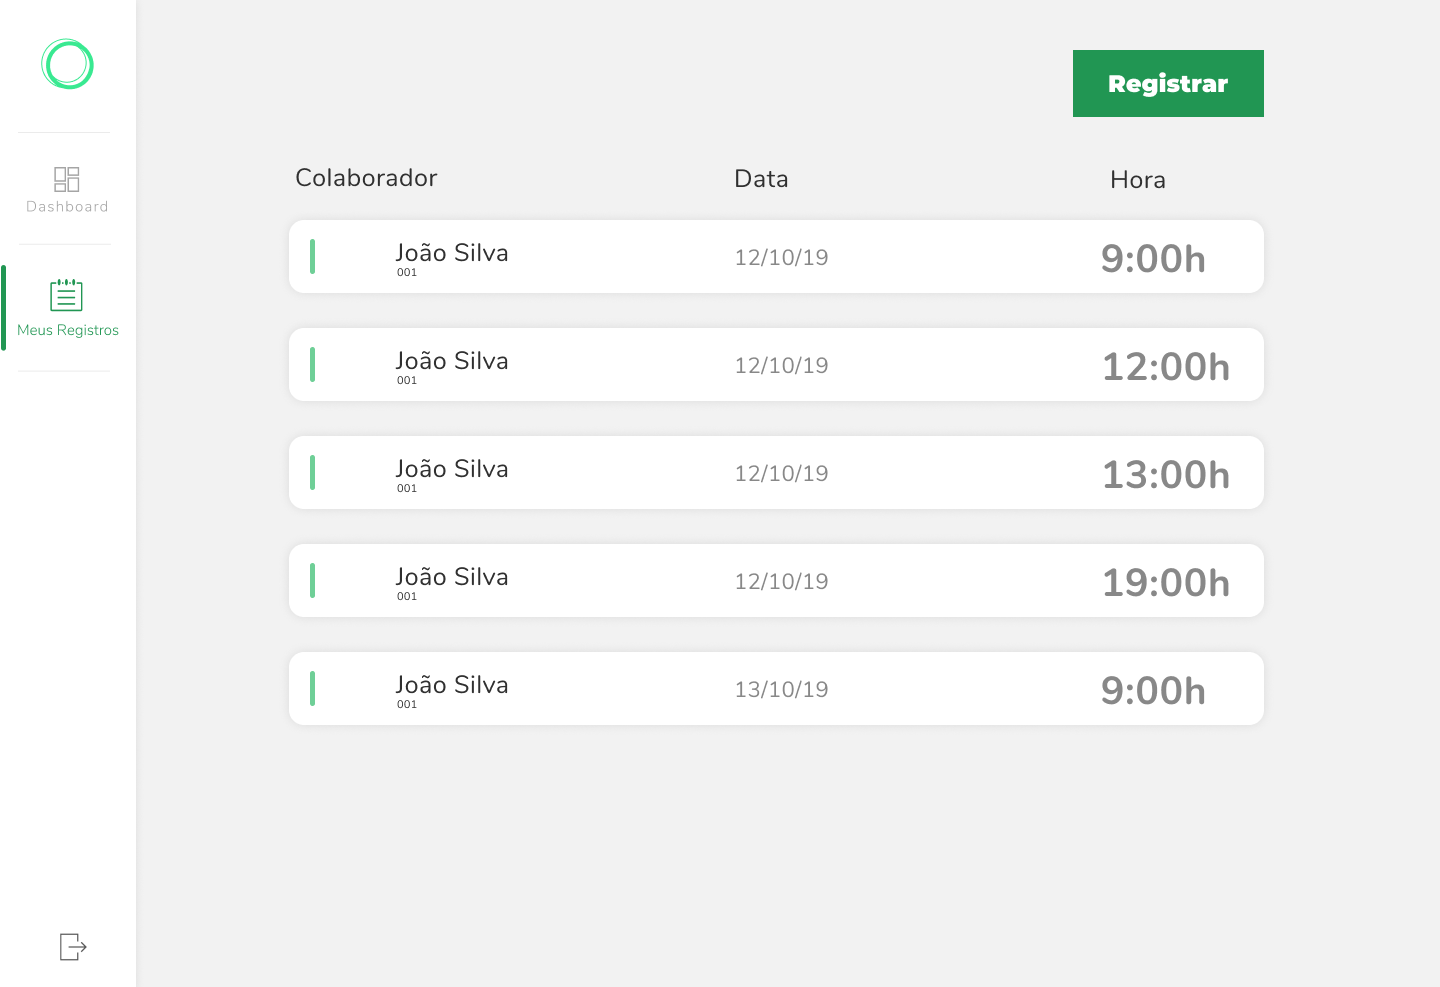 Registrar
Dashboard
Meus Registros
Colaborador Data Hora
João Silva 12/10/19 9:00h
001
João Silva 12/10/19 12:00h
001
João Silva 12/10/19 13:00h
001
João Silva 12/10/19 19:00h
001
João Silva 13/10/19 9:00h
001